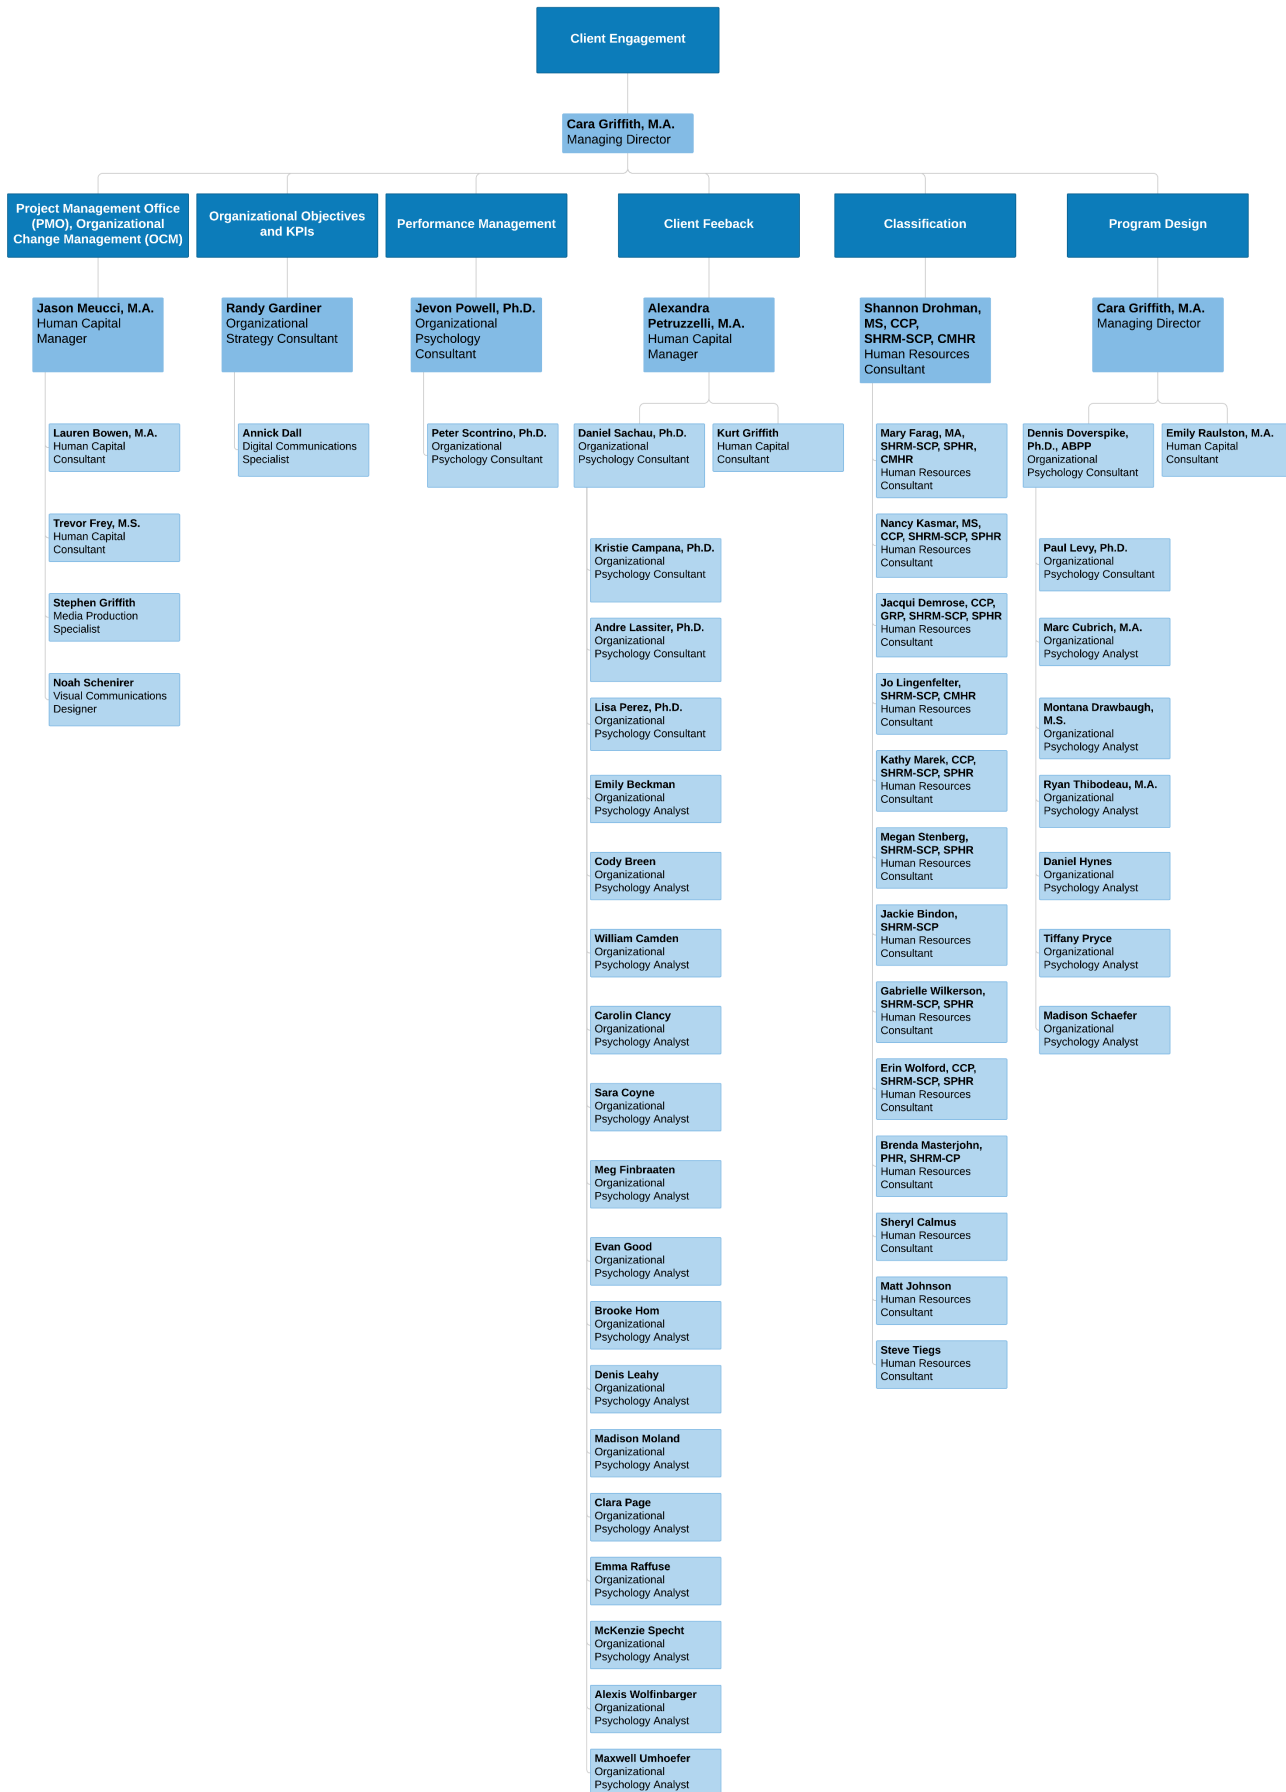 Client Engagement
Cara Griffith, M.A.
Managing Director
Project Management Office
(PMO), Organizational
Change Management (OCM)
Jason Meucci, M.A.
Human Capital
Manager
Lauren Bowen, M.A.
Human Capital
Consultant
Trevor Frey, M.S.
Human Capital
Consultant
Stephen Griffith
Media Production
Specialist
Noah Schenirer
Visual Communications
Designer
Organizational Objectives
and KPIs
Randy Gardiner
Organizational
Strategy Consultant
Annick Dall
Digital Communications
Specialist
Performance Management
Jevon Powell, Ph.D.
Organizational
Psychology
Consultant
Peter Scontrino, Ph.D.
Organizational
Psychology Consultant
Client Feeback
Alexandra
Petruzzelli, M.A.
Human Capital
Manager
Daniel Sachau, Ph.D.
Organizational
Psychology Consultant
Kurt Griffith
Human Capital
Consultant
Kristie Campana, Ph.D.
Organizational
Psychology Consultant
Andre Lassiter, Ph.D.
Organizational
Psychology Consultant
Lisa Perez, Ph.D.
Organizational
Psychology Consultant
Emily Beckman
Organizational
Psychology Analyst
Cody Breen
Organizational
Psychology Analyst
William Camden
Organizational
Psychology Analyst
Carolin Clancy
Organizational
Psychology Analyst
Sara Coyne
Organizational
Psychology Analyst
Meg Finbraaten
Organizational
Psychology Analyst
Evan Good
Organizational
Psychology Analyst
Brooke Hom
Organizational
Psychology Analyst
Denis Leahy
Organizational
Psychology Analyst
Madison Moland
Organizational
Psychology Analyst
Clara Page
Organizational
Psychology Analyst
Emma Raffuse
Organizational
Psychology Analyst
McKenzie Specht
Organizational
Psychology Analyst
Alexis Wolfinbarger
Organizational
Psychology Analyst
Maxwell Umhoefer
Organizational
Psychology Analyst
Classification
Shannon Drohman,
MS, CCP,
SHRM-SCP, CMHR
Human Resources
Consultant
Mary Farag, MA,
SHRM-SCP, SPHR,
CMHR
Human Resources
Consultant
Nancy Kasmar, MS,
CCP, SHRM-SCP, SPHR
Human Resources
Consultant
Jacqui Demrose, CCP,
GRP, SHRM-SCP, SPHR
Human Resources
Consultant
Jo Lingenfelter,
SHRM-SCP, CMHR
Human Resources
Consultant
Kathy Marek, CCP,
SHRM-SCP, SPHR
Human Resources
Consultant
Megan Stenberg,
SHRM-SCP, SPHR
Human Resources
Consultant
Jackie Bindon,
SHRM-SCP
Human Resources
Consultant
Gabrielle Wilkerson,
SHRM-SCP, SPHR
Human Resources
Consultant
Erin Wolford, CCP,
SHRM-SCP, SPHR
Human Resources
Consultant
Brenda Masterjohn,
PHR, SHRM-CP
Human Resources
Consultant
Sheryl Calmus
Human Resources
Consultant
Matt Johnson
Human Resources
Consultant
Steve Tiegs
Human Resources
Consultant
Program Design
Cara Griffith, M.A.
Managing Director
Dennis Doverspike,
Ph.D., ABPP
Organizational
Psychology Consultant
Emily Raulston, M.A.
Human Capital
Consultant
Paul Levy, Ph.D.
Organizational
Psychology Consultant
Marc Cubrich, M.A.
Organizational
Psychology Analyst
Montana Drawbaugh,
M.S.
Organizational
Psychology Analyst
Ryan Thibodeau, M.A.
Organizational
Psychology Analyst
Daniel Hynes
Organizational
Psychology Analyst
Tiffany Pryce
Organizational
Psychology Analyst
Madison Schaefer
Organizational
Psychology Analyst